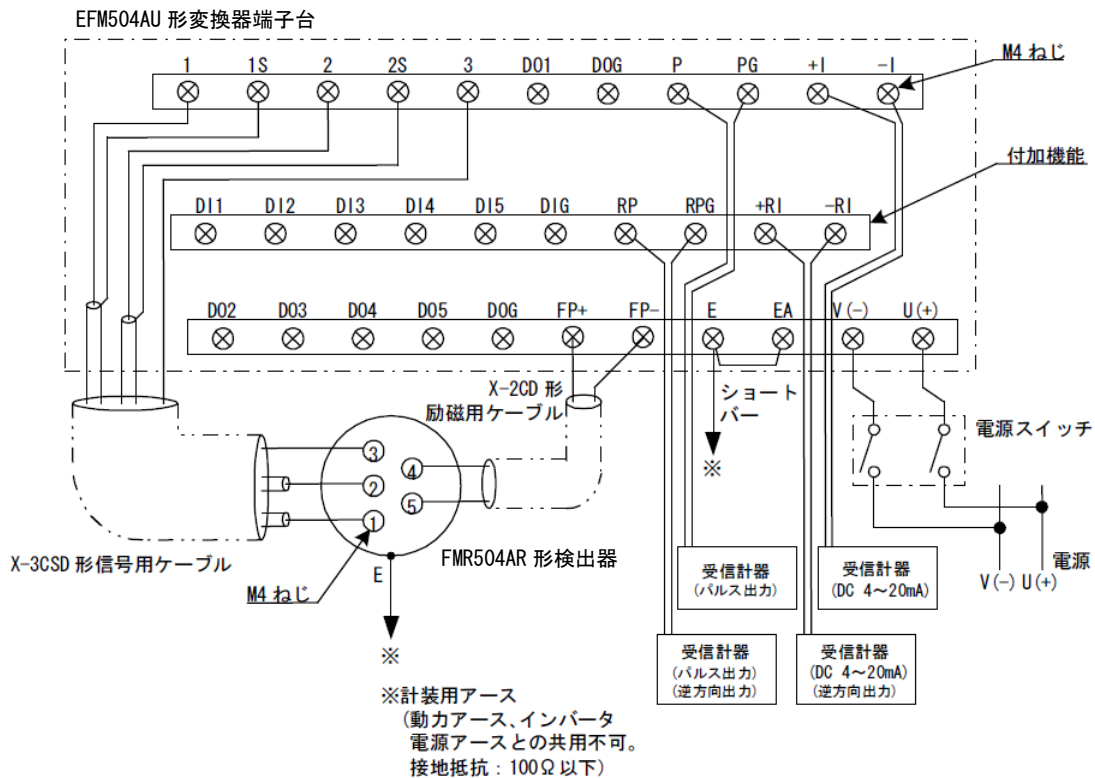 EFM504AU 形変換器端子台
M4 ねじ
1 1S 2 2S 3 DO1 DOG P PG +I -I
付加機能
DI1 DI2 DI3 DI4 DI5 DIG RP RPG +RI -RI
DO2 DO3 DO4 DO5 DOG FP+ FP- E EA V(-) U(+)
X-2CD 形
励磁用ケーブル
ショート
バー
※
電源スイッチ
3
2
1
4
5
X-3CSD 形信号用ケーブル
M4 ねじ
E
FMR504AR 形検出器
※
受信計器
(パルス出力)
受信計器
(DC 4～20mA)
電源
V(-) U(+)
受信計器
(パルス出力)
(逆方向出力)
受信計器
(DC 4～20mA)
(逆方向出力)
※計装用アース
(動力アース、インバータ
電源アースとの共用不可。
接地抵抗：100Ω以下)